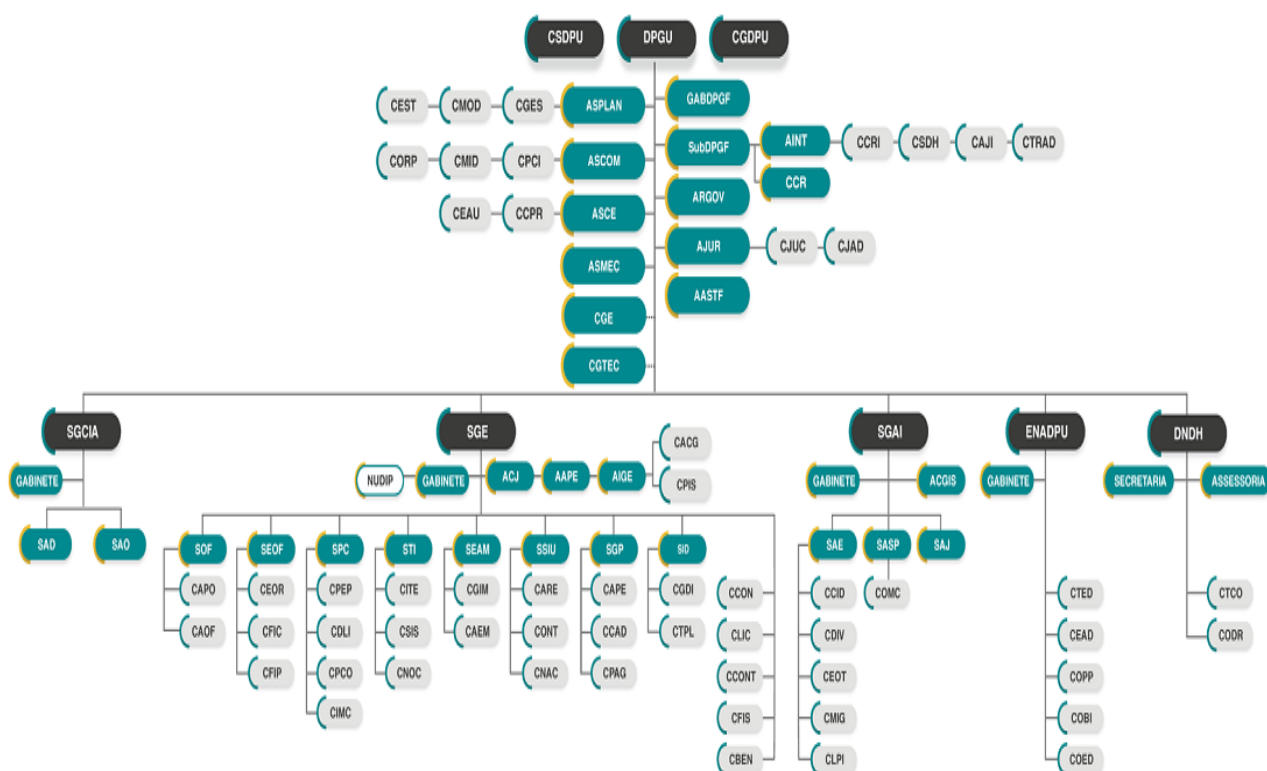 CSDPU DPGU CGDPU
CEST CMOD CGES ASPLAN GABDPGF
CORP CMID CPCI ASCOM SubDPGF AINT CCRI CSDH CAJI CTRAD
CCR
CEAU CCPR ASCE ARGOV
ASMEC AJUR CJUC CJAD
CGE AASTF
CGTEC
SGCIA SGE SGAI ENADPU DNDH
CACG
GABINETE NUDIP GABINETE ACJ AAPE AIGE GABINETE ACGIS GABINETE SECRETARIA ASSESSORIA
CPIS
SAD SAO SOF SEOF SPC STI SEAM SSIU SGP SID SAE SASP SAJ
CAPO CEOR CPEP CITE CGIM CARE CAPE CGDI CCON CCID COMC CTED CTCO
CAOF CFIC CDLI CSIS CAEM CONT CCAD CTPL CLIC CDIV CEAD CODR
CFIP CPCO CNOC CNAC CPAG CCONT CEOT COPP
CIMC CFIS CMIG COBI
CBEN CLPI COED